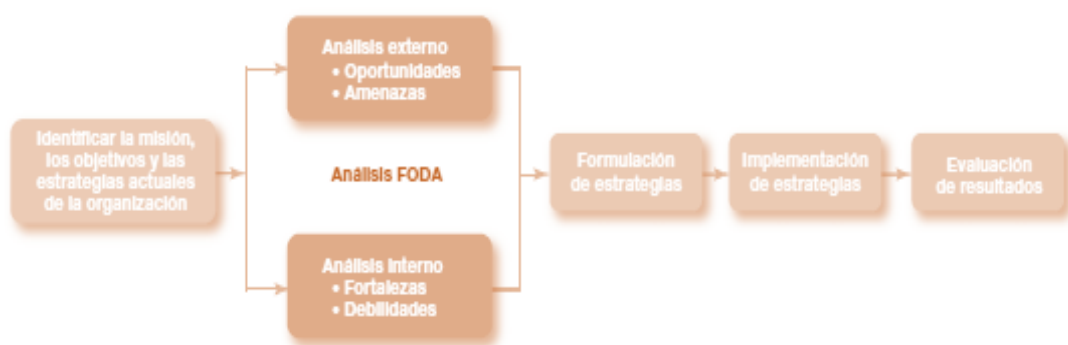 Identificar la misión,
los objetivos y las
estrategias actuales
de la organización
Análisis externo
• Oportunidades
• Amenazas
Análisis FODA
Análisis interno
• Fortalezas
• Debilidades
Formulación
de estrategias
Implementación
de estrategias
Evaluación
de resultados